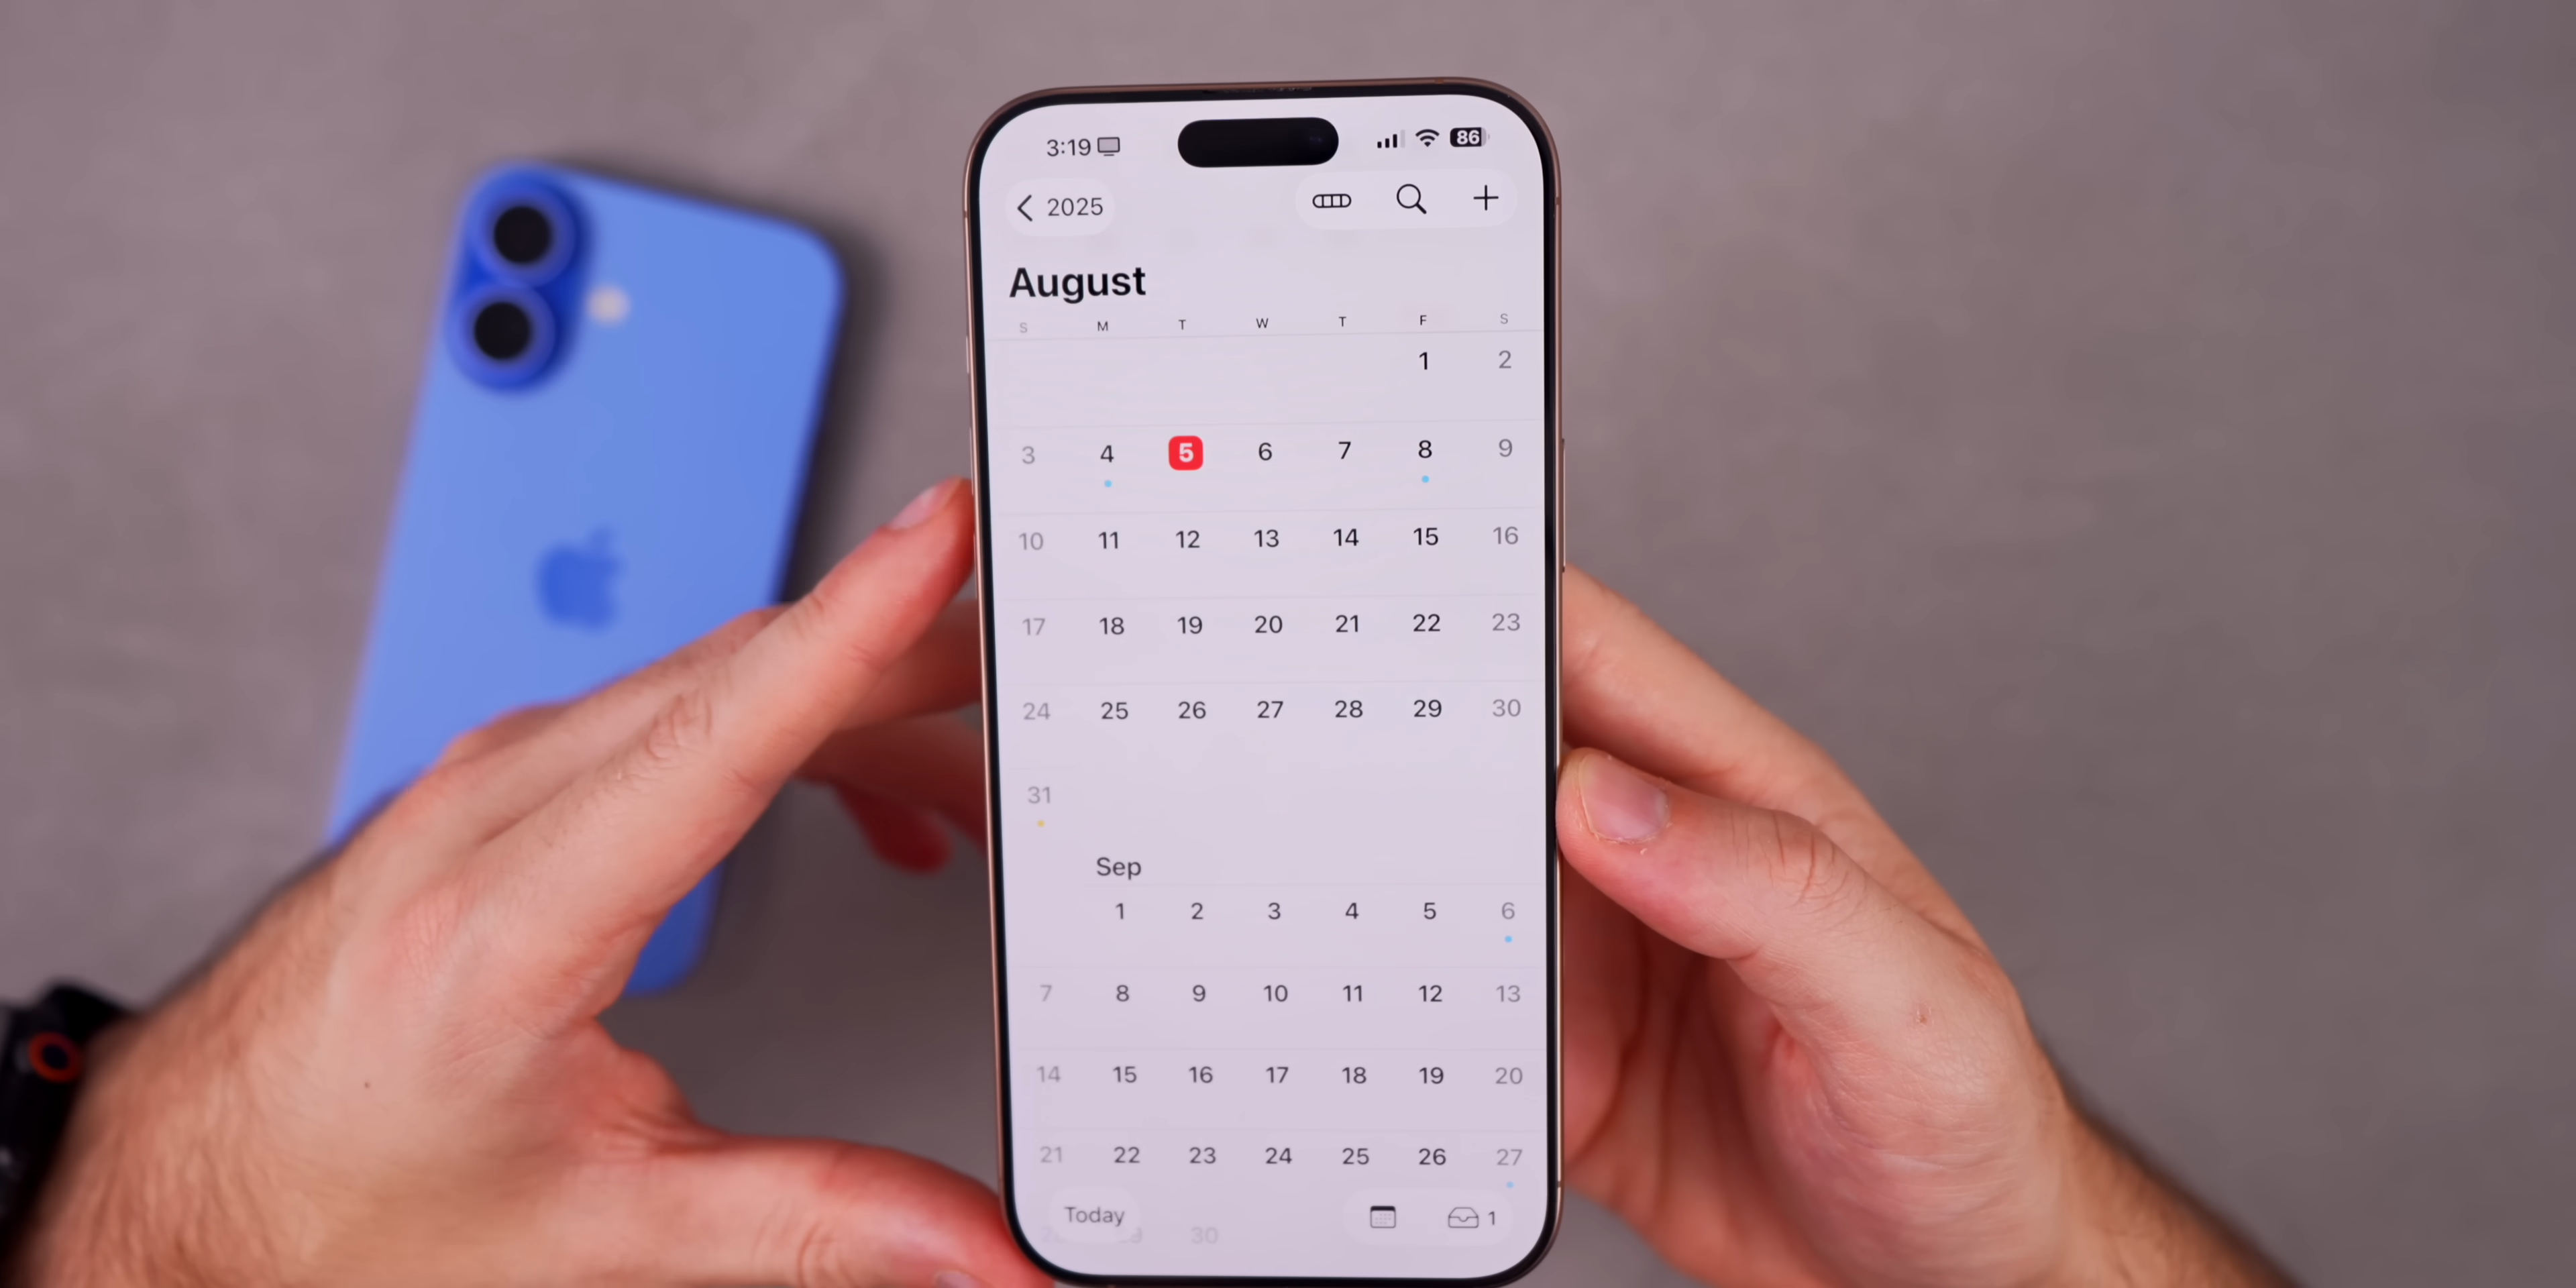 3:19 86
2025
August
S M T W T F S
1 2
3 4 5 6 7 8 9
10 11 12 13 14 15 16
17 18 19 20 21 22 23
24 25 26 27 28 29 30
31
Sep
1 2 3 4 5 6
7 8 9 10 11 12 13
14 15 16 17 18 19 20
21 22 23 24 25 26 27
Today 1
30